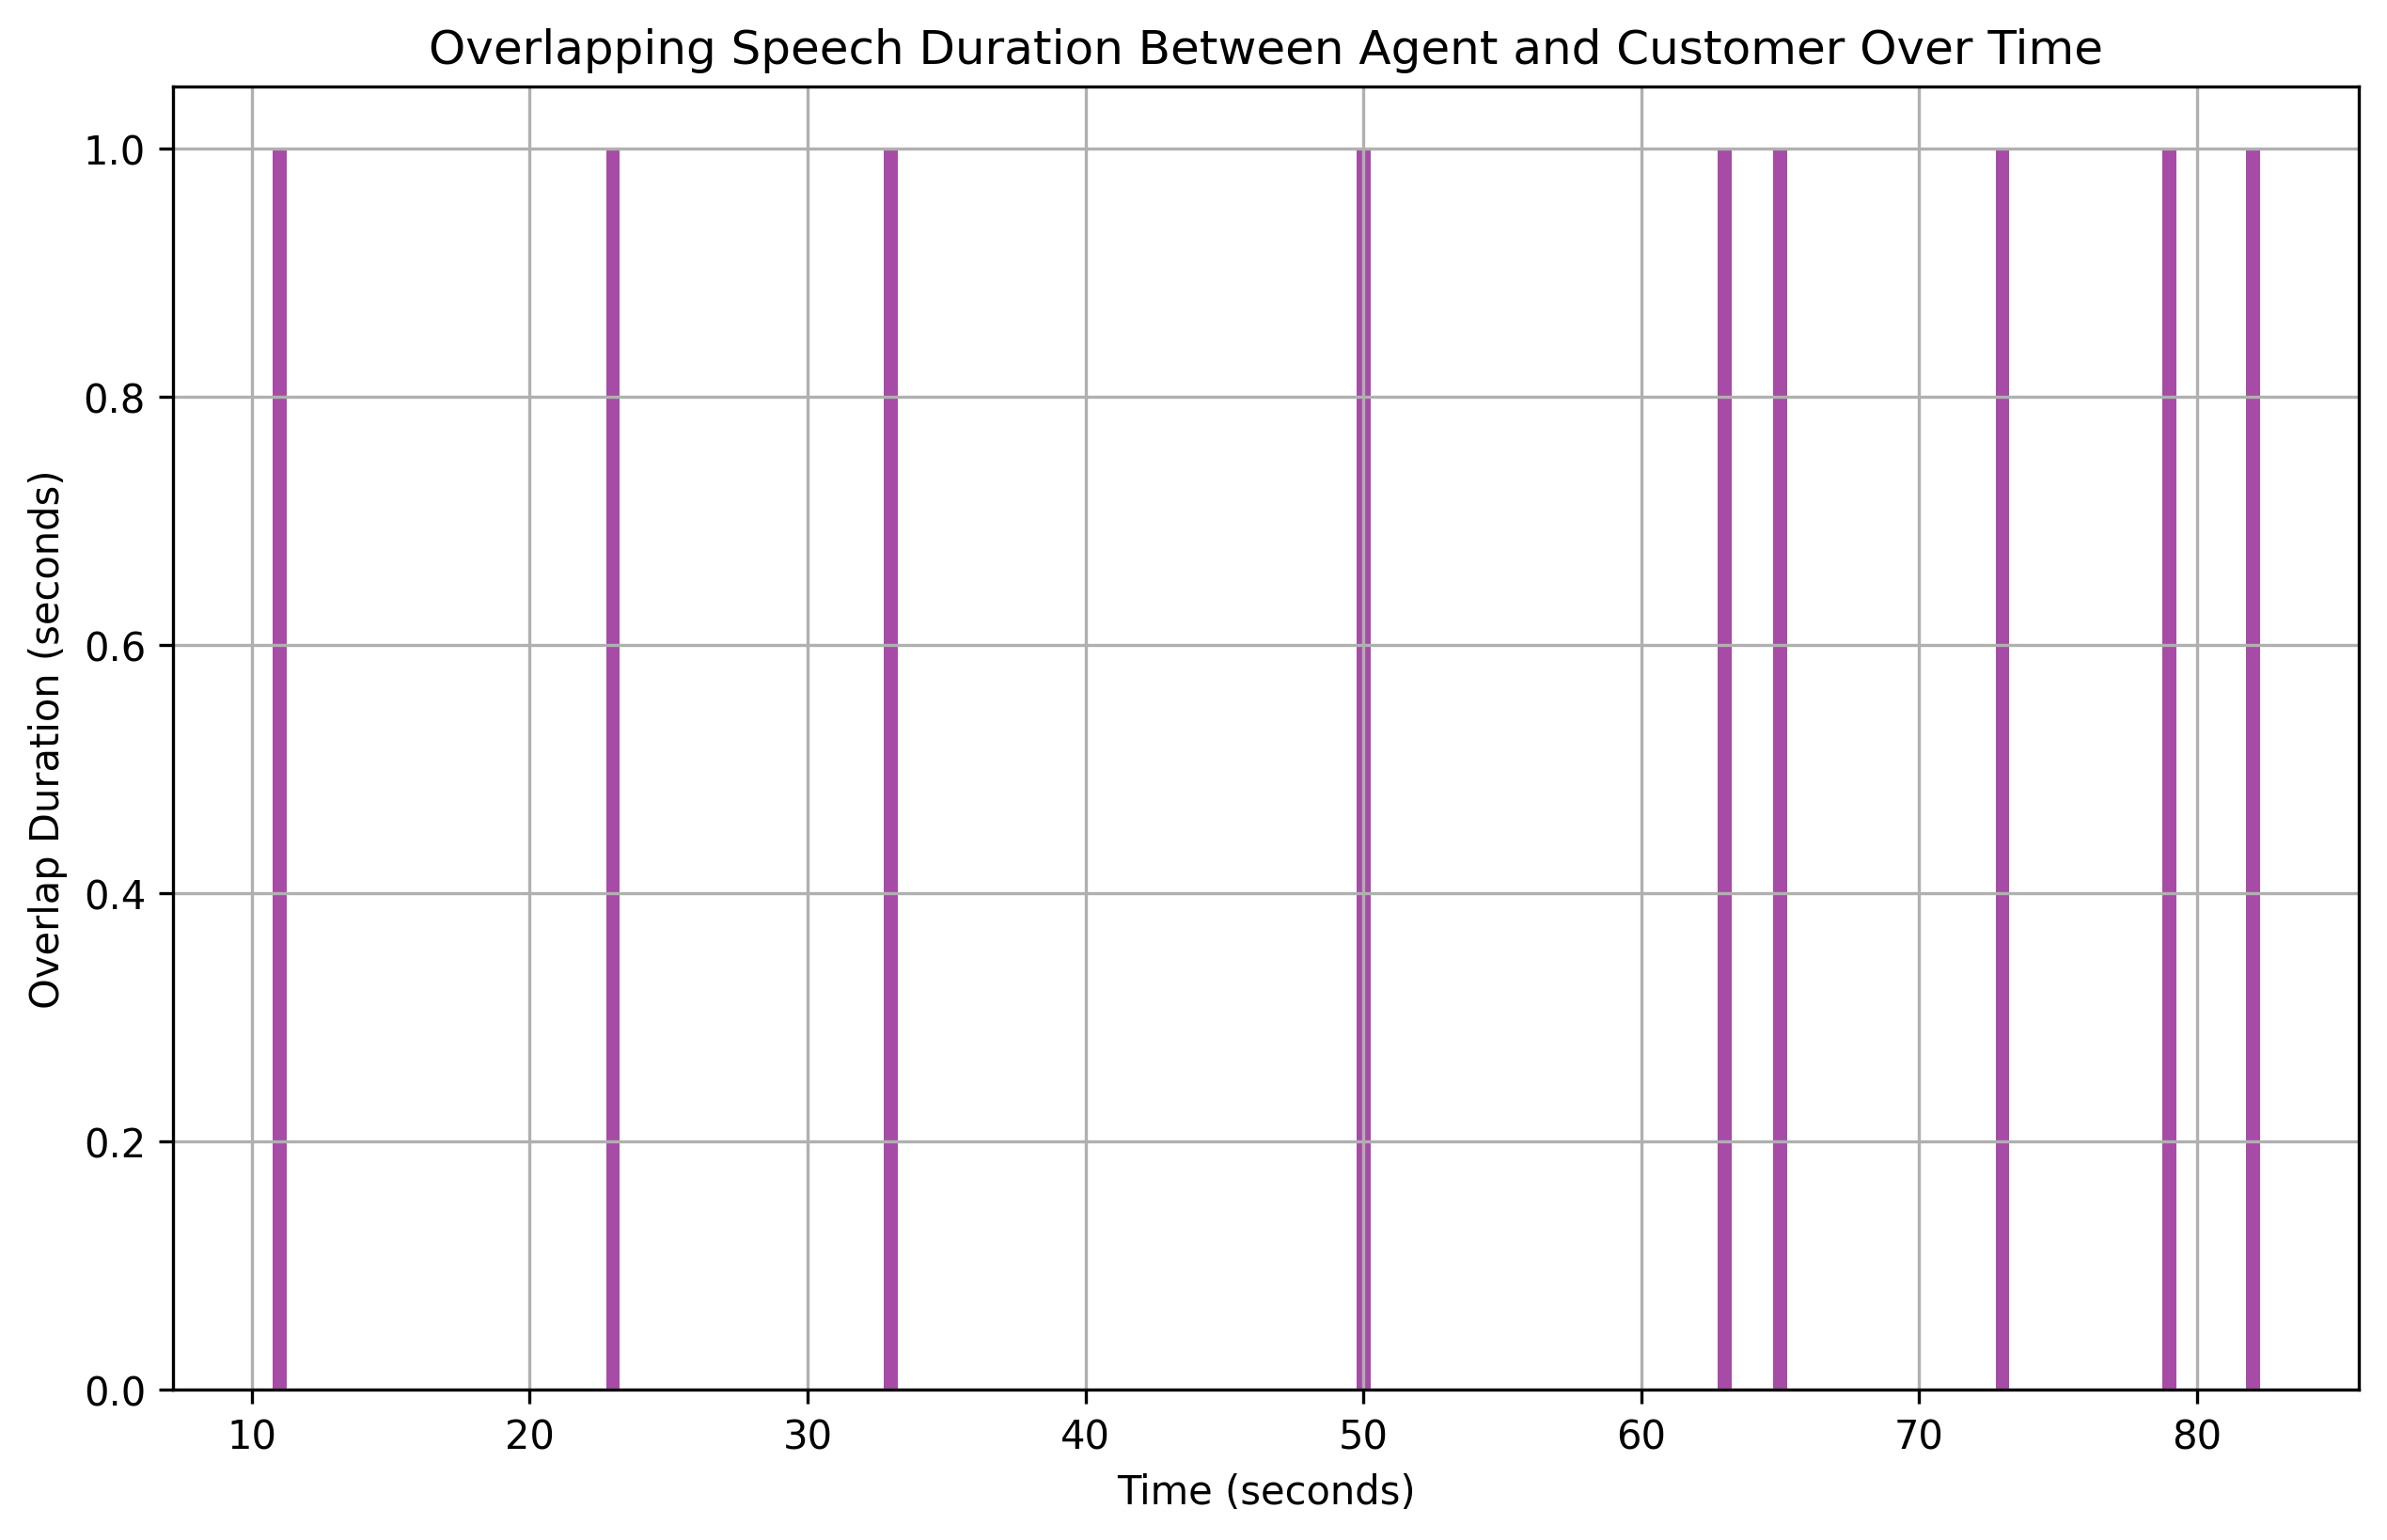 Overlapping Speech Duration Between Agent and Customer Over Time
1.0
0.8
0.6
0.4
0.2
0.0
Overlap Duration (seconds)
10 20 30 40 50 60 70 80
Time (seconds)